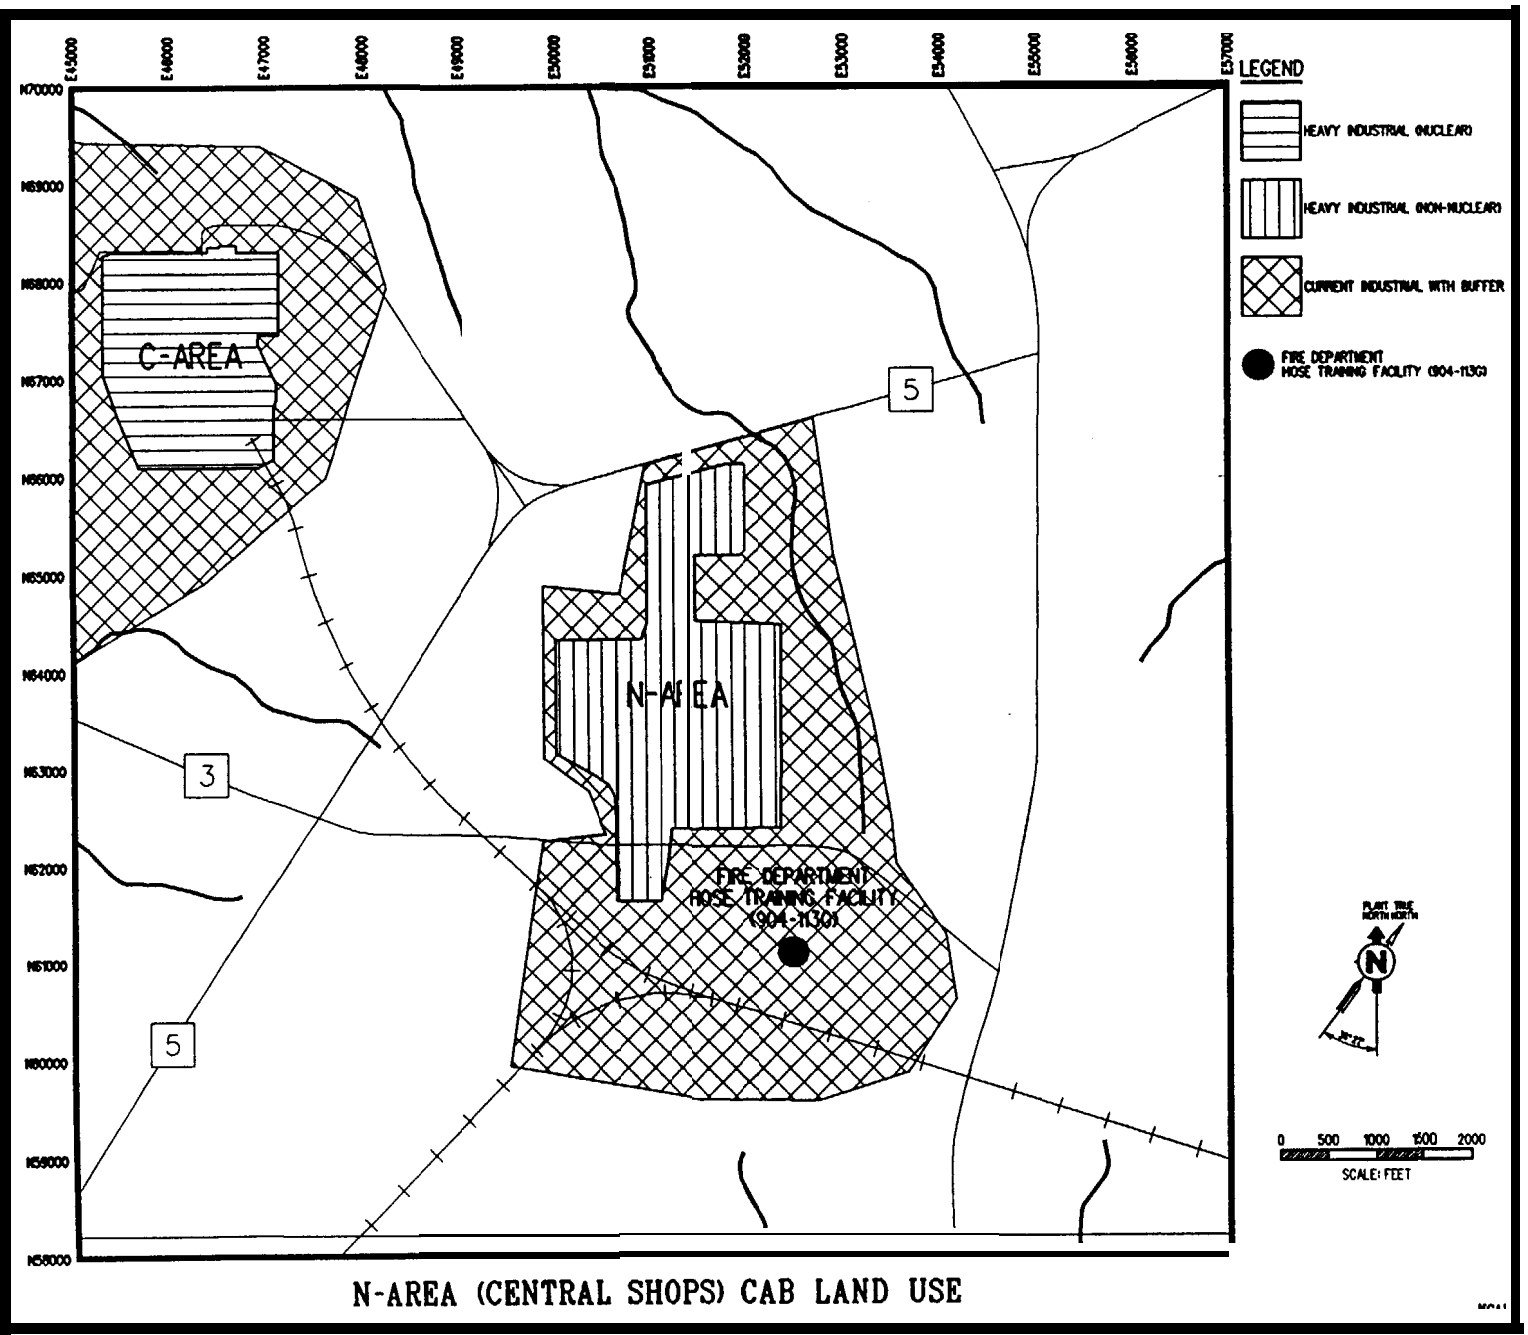 E45000
E46000
E47000
E48000
E49000
E50000
E51000
E52000
E53000
E54000
E55000
E56000
E57000
N70000
N69000
N68000
N67000
N66000
N65000
N64000
N63000
N62000
N61000
N60000
N59000
N58000
LEGEND
HEAVY INDUSTRIAL (NUCLEAR)
HEAVY INDUSTRIAL (NON-NUCLEAR)
CURRENT INDUSTRIAL WITH BUFFER
FIRE DEPARTMENT
HOSE TRAINING FACILITY (904-113G)
C-AREA
5
N-AREA
3
FIRE DEPARTMENT
HOSE TRAINING FACILITY
(904-113G)
5
PLANT TRUE
NORTH NORTH
N
0 500 1000 1500 2000
SCALE: FEET
N-AREA (CENTRAL SHOPS) CAB LAND USE